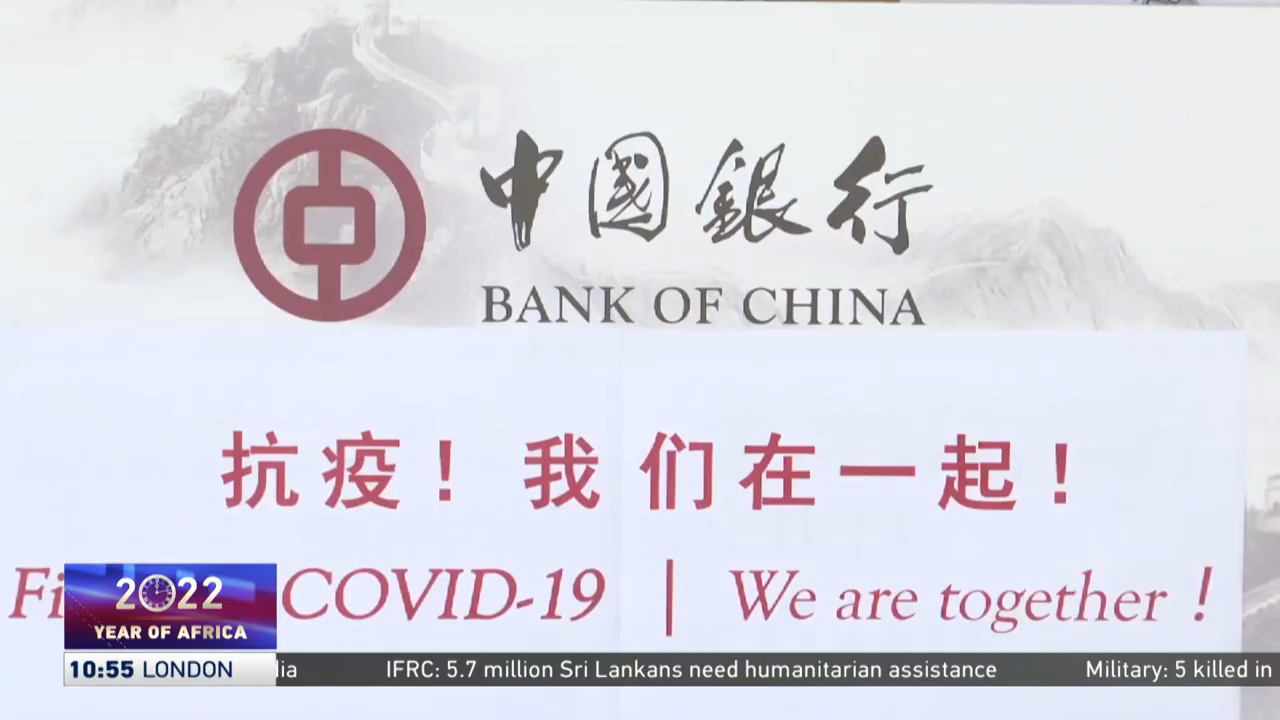 中國銀行
BANK OF CHINA
抗疫！我们在一起！
COVID-19 | We are together !
2022
YEAR OF AFRICA
10:55 LONDON
IFRC: 5.7 million Sri Lankans need humanitarian assistance
Military: 5 killed in